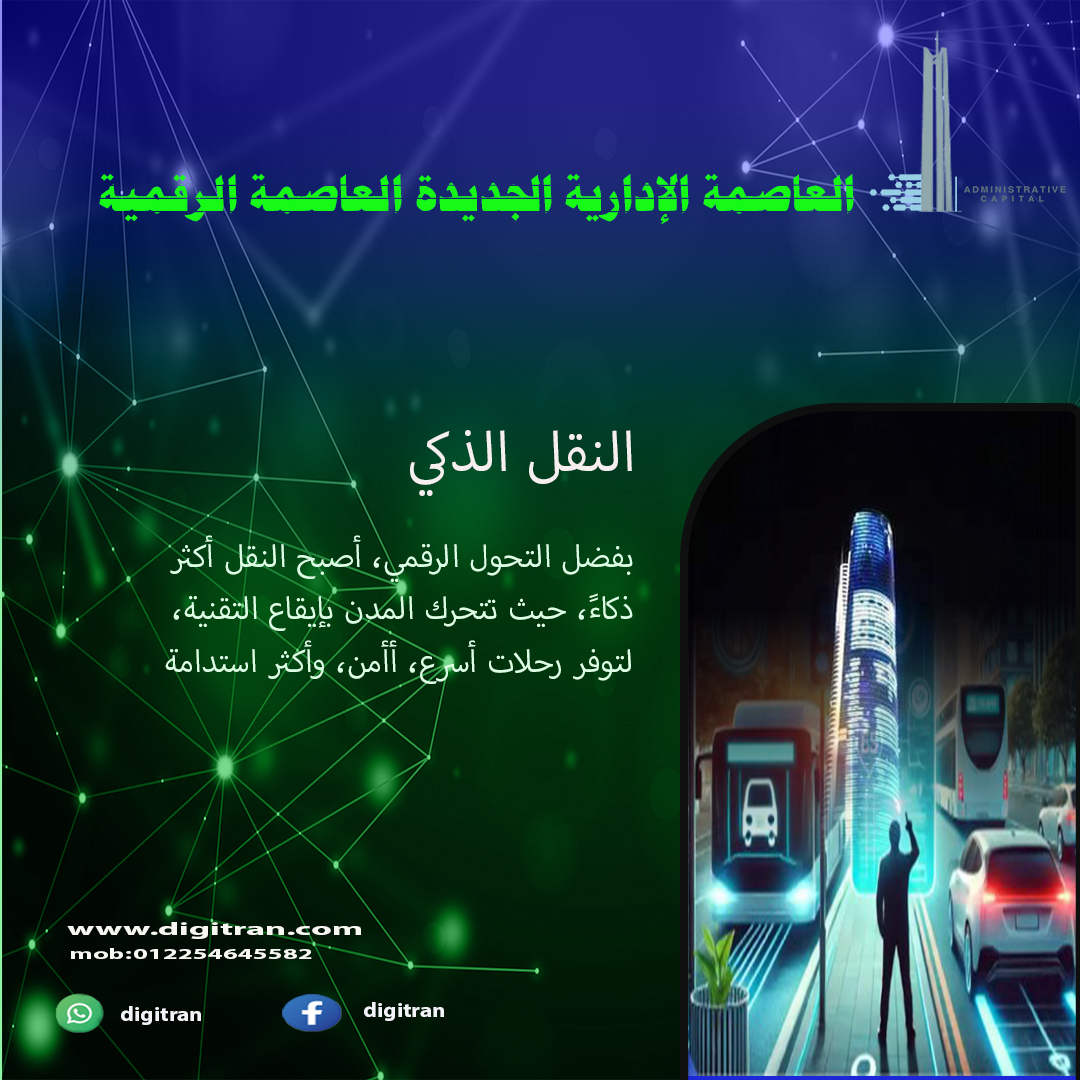 العاصمة الإدارية الجديدة العاصمة الرقمية
ADMINISTRATIVE
CAPITAL
النقل الذكي
بفضل التحول الرقمي، أصبح النقل أكثر
ذكاءً، حيث تتحرك المدن بإيقاع التقنية،
لتوفر رحلات أسرع، أأمن، وأكثر استدامة
www.digitran.com
mob:012254645582
digitran
digitran